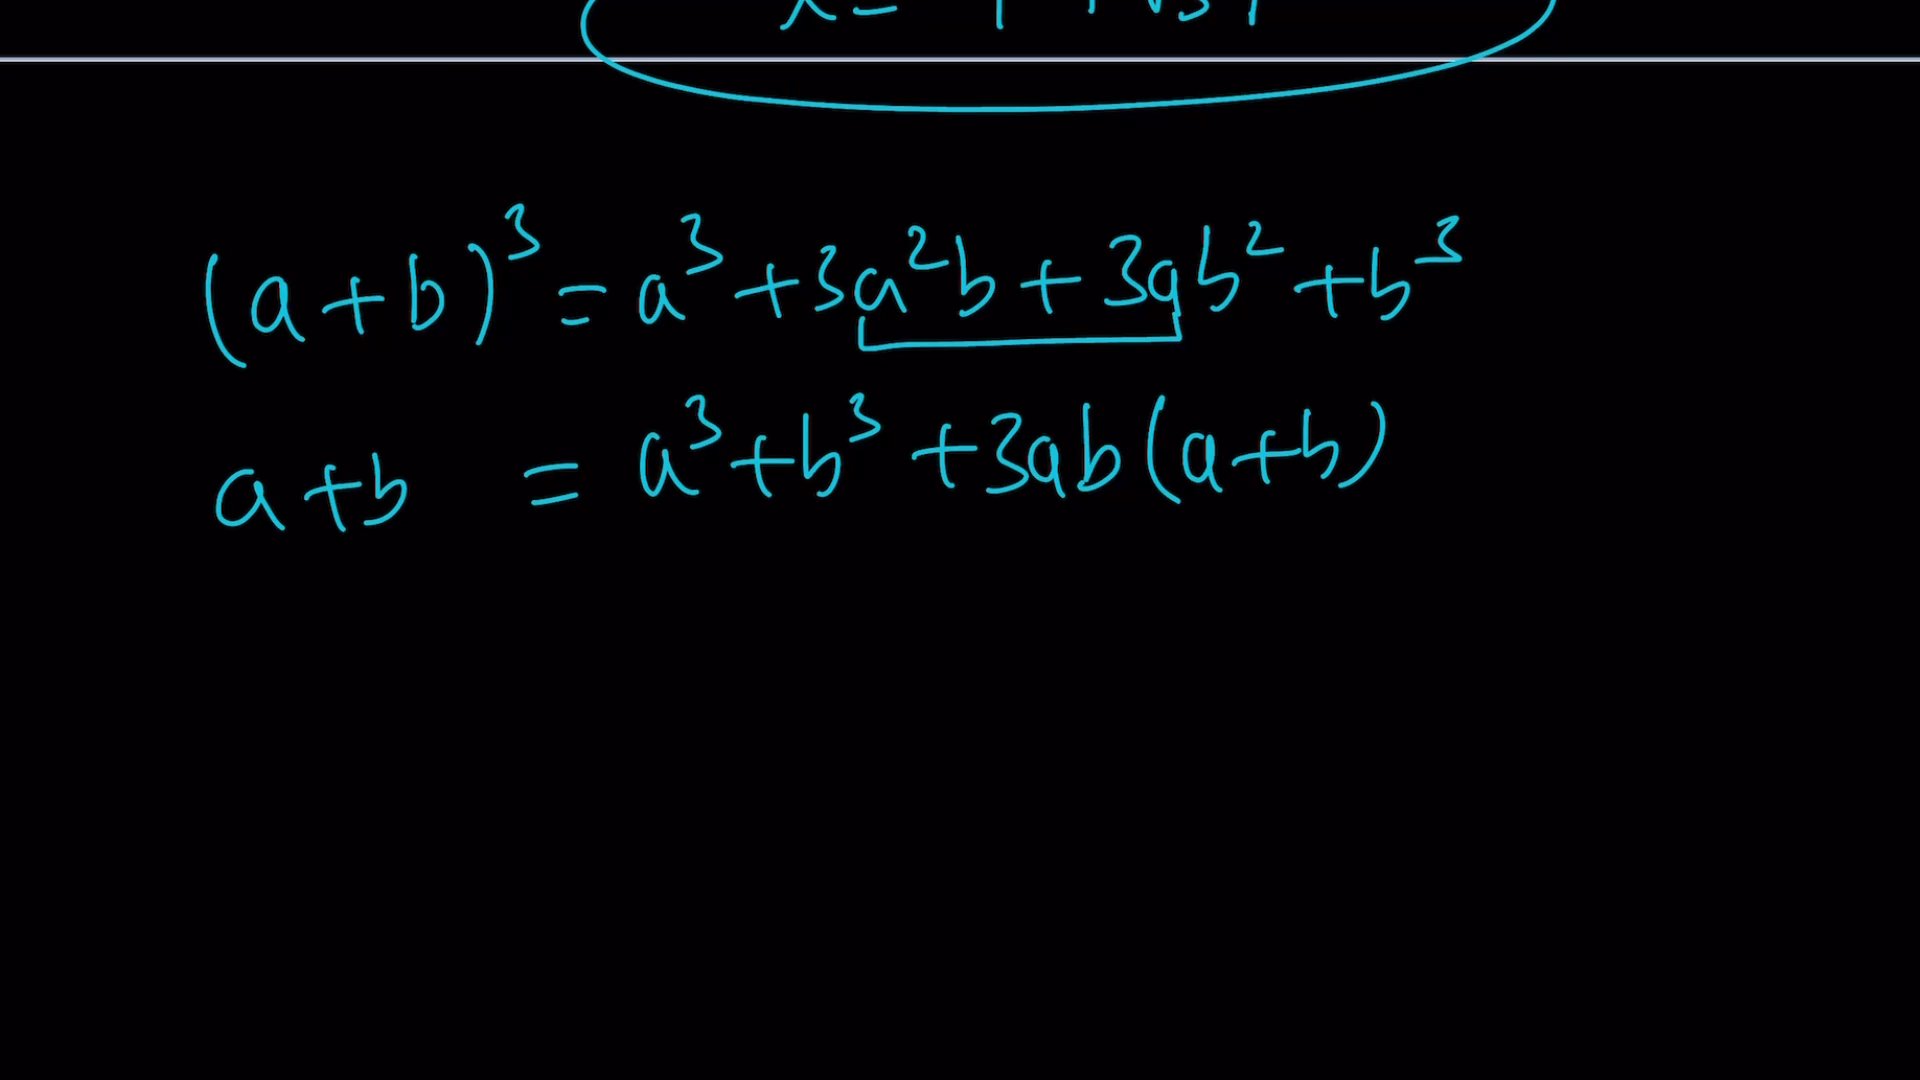 (a+b)³ = a³ + 3a²b + 3ab² + b³
a+b = a³+b³ +3ab(a+b)